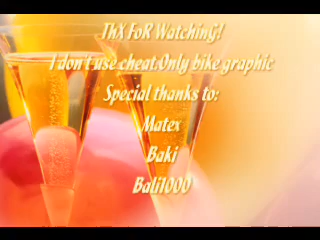 ThX FoR WatchinG!
I don't use cheat.Only bike graphic
Special thanks to:
Matex
Baki
Bali1000